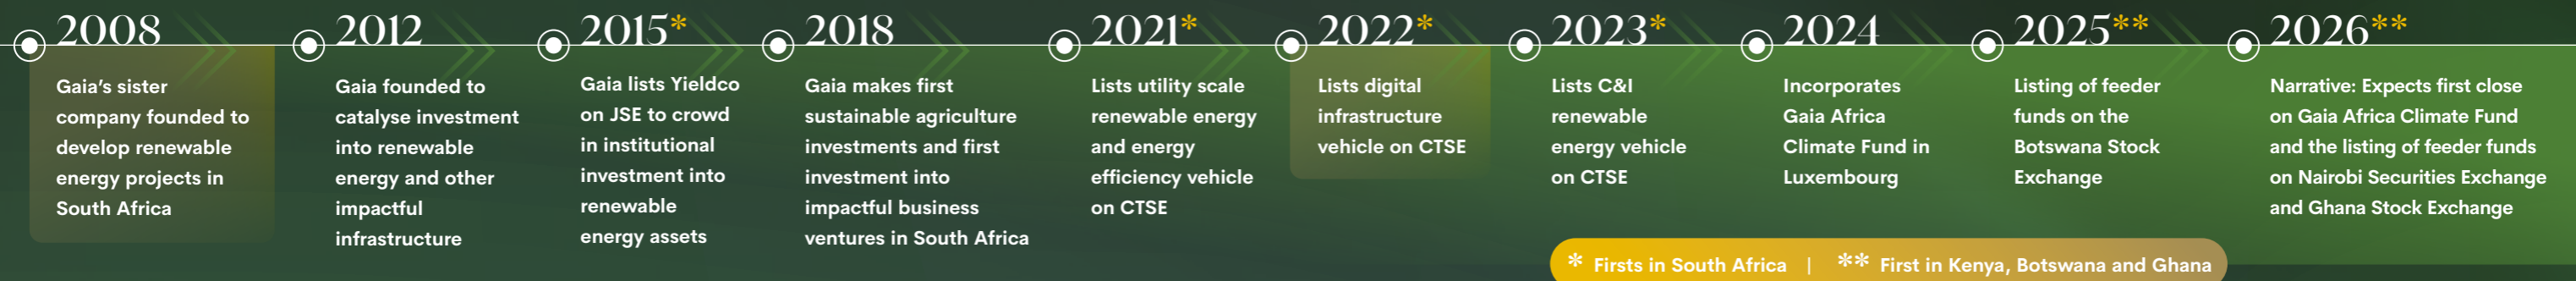 2008
Gaia's sister
company founded to
develop renewable
energy projects in
South Africa
2012
Gaia founded to
catalyse investment
into renewable
energy and other
impactful
infrastructure
2015*
Gaia lists Yieldco
on JSE to crowd
in institutional
investment into
renewable
energy assets
2018
Gaia makes first
sustainable agriculture
investments and first
investment into
impactful business
ventures in South Africa
2021*
Lists utility scale
renewable energy
and energy
efficiency vehicle
on CTSE
2022*
Lists digital
infrastructure
vehicle on CTSE
2023*
Lists C&I
renewable
energy vehicle
on CTSE
2024
Incorporates
Gaia Africa
Climate Fund in
Luxembourg
2025**
Listing of feeder
funds on the
Botswana Stock
Exchange
2026**
Narrative: Expects first close
on Gaia Africa Climate Fund
and the listing of feeder funds
on Nairobi Securities Exchange
and Ghana Stock Exchange
* Firsts in South Africa | ** First in Kenya, Botswana and Ghana